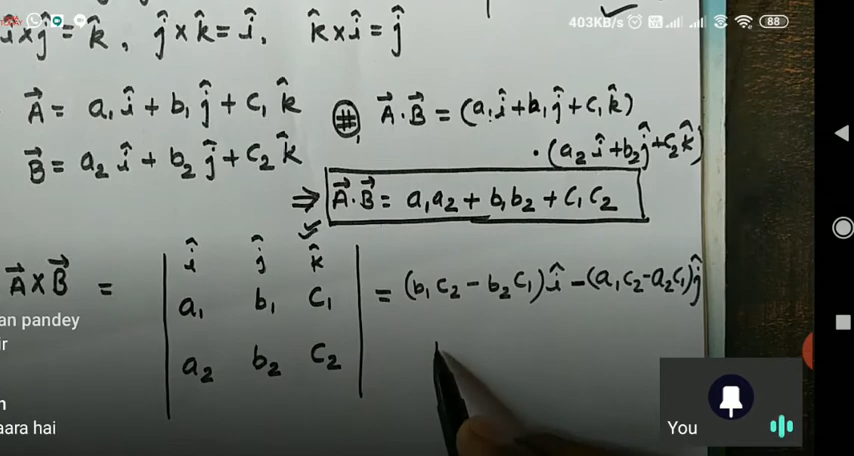 403KB/s 88
î×ĵ = k̂, ĵ×k̂ = î, k̂×î = ĵ
A⃗ = a₁î + b₁ĵ + c₁k̂
B⃗ = a₂î + b₂ĵ + c₂k̂
# A⃗·B⃗ = (a₁î+b₁ĵ+c₁k̂)
·(a₂î+b₂ĵ+c₂k̂)
⇒ A⃗·B⃗ = a₁a₂ + b₁b₂ + c₁c₂
î ĵ k̂
A⃗×B⃗ = | a₁ b₁ c₁ | = (b₁c₂ − b₂c₁)î − (a₁c₂−a₂c₁)ĵ
a₂ b₂ c₂
an pandey
ir
n
aara hai
You